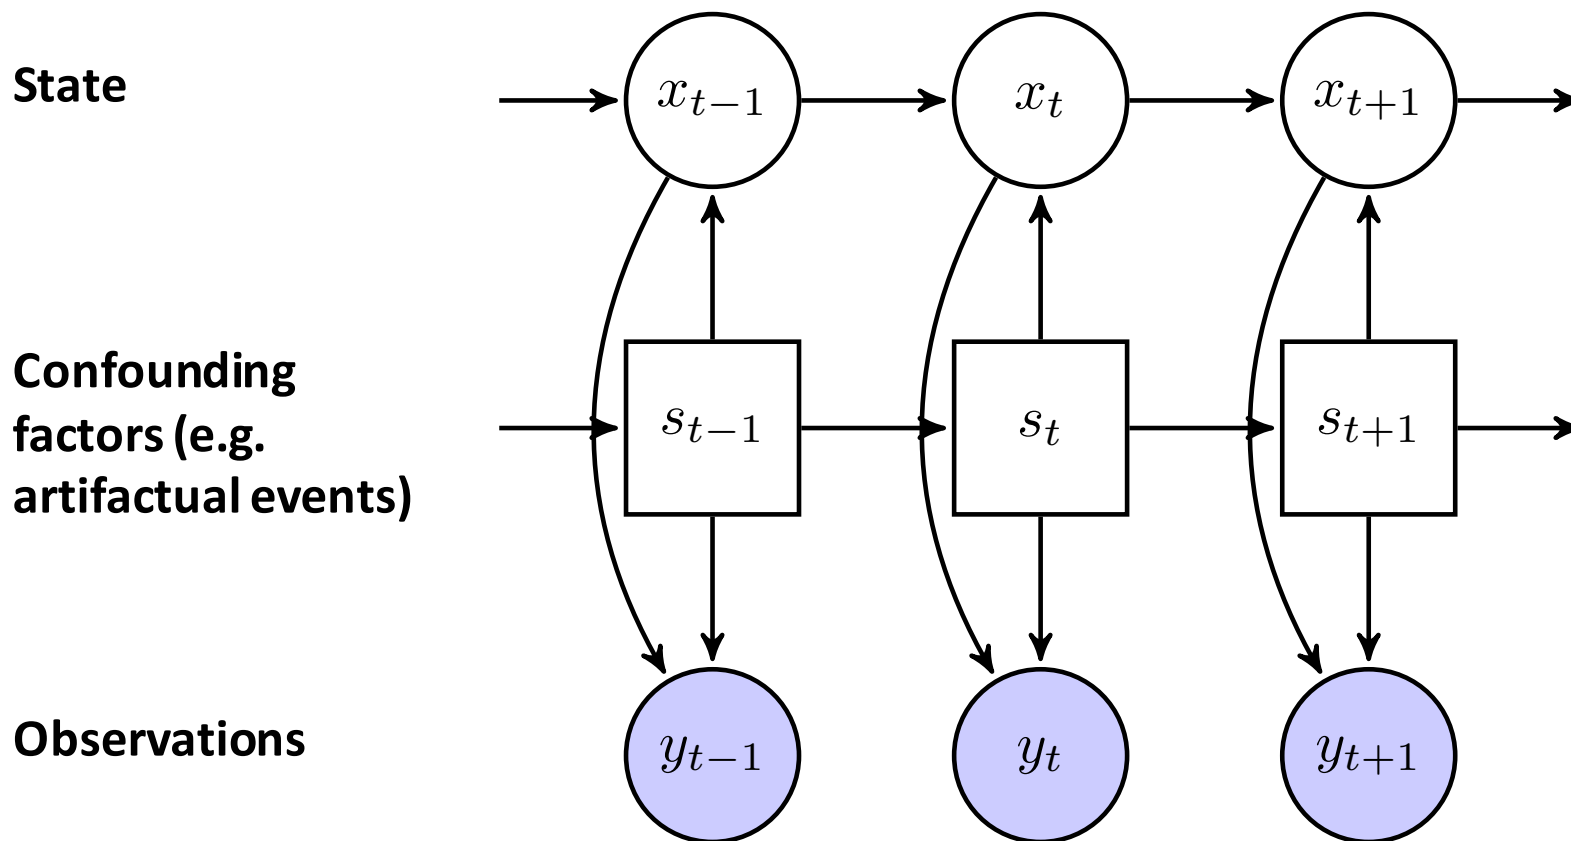 State
x_{t-1}
x_t
x_{t+1}
Confounding
factors (e.g.
artifactual events)
s_{t-1}
s_t
s_{t+1}
Observations
y_{t-1}
y_t
y_{t+1}